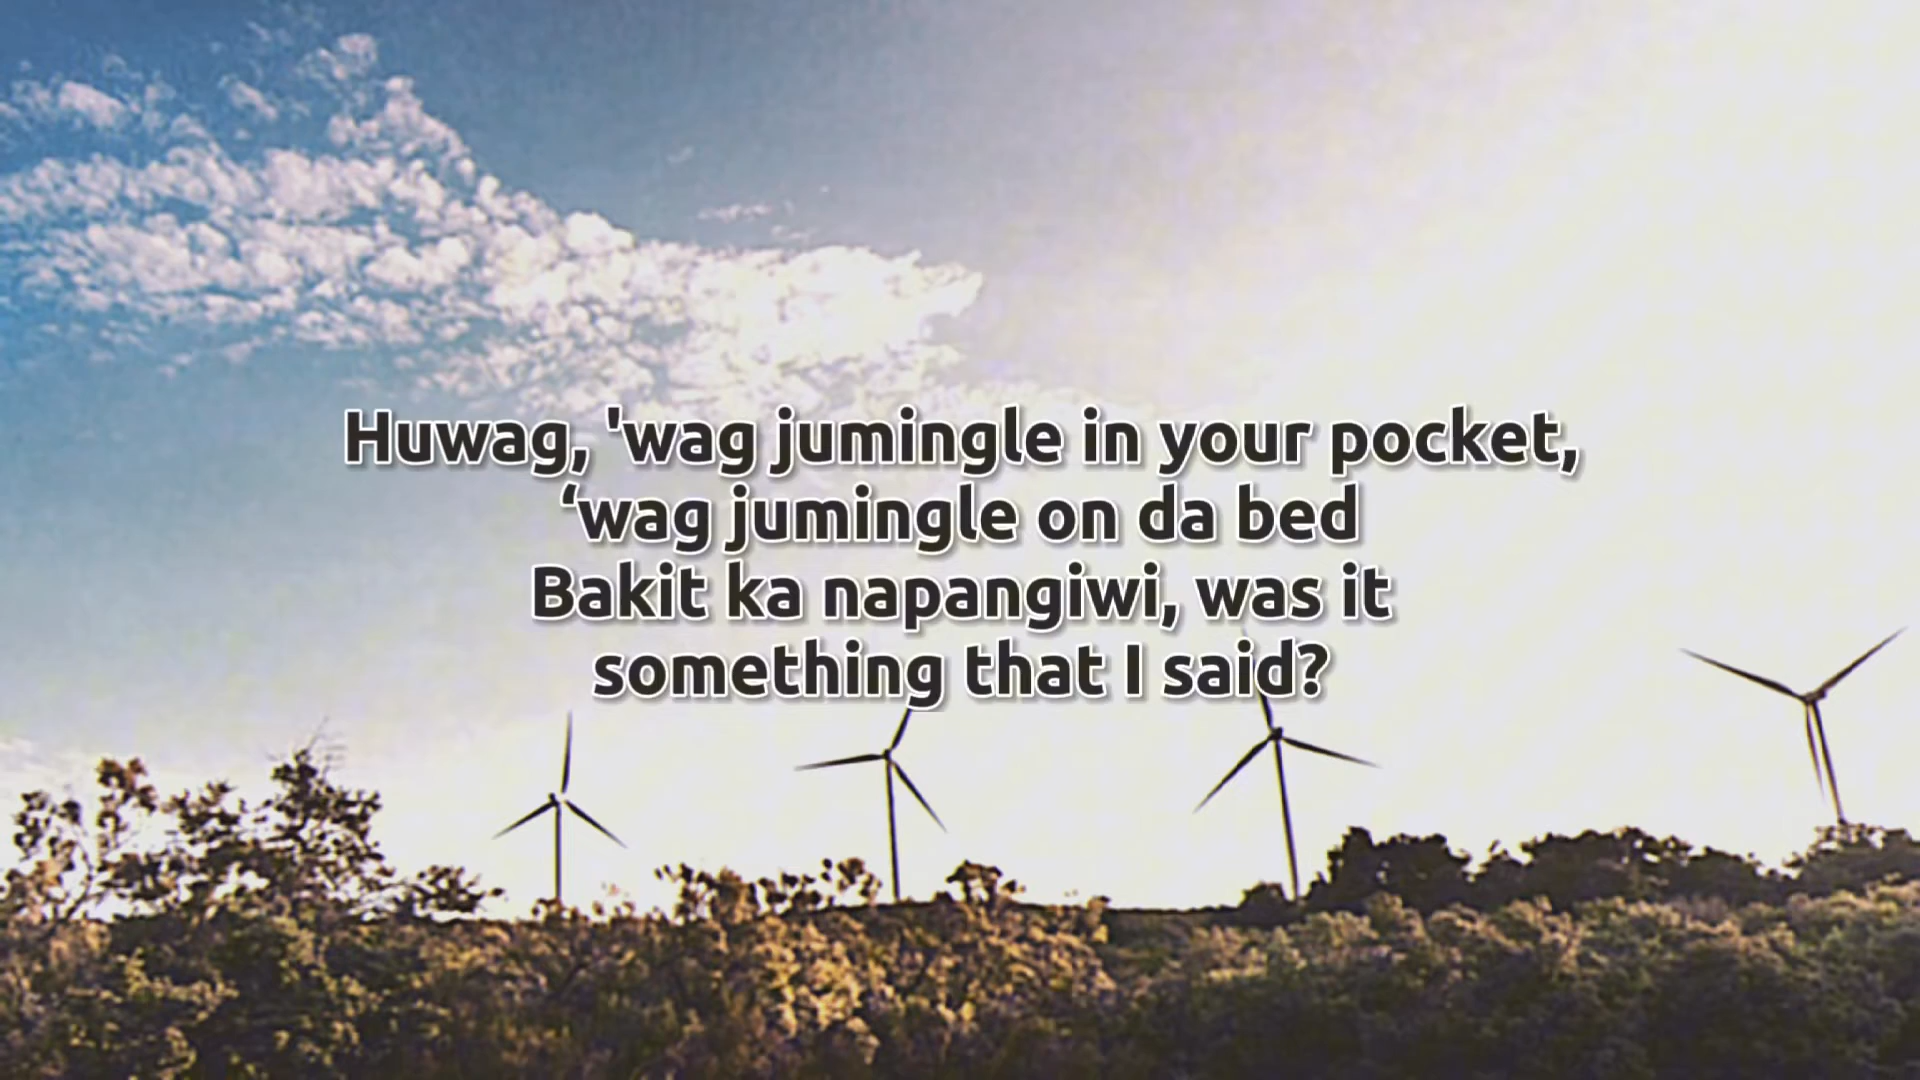 Huwag, 'wag jumingle in your pocket,
‘wag jumingle on da bed
Bakit ka napangiwi, was it
something that I said?